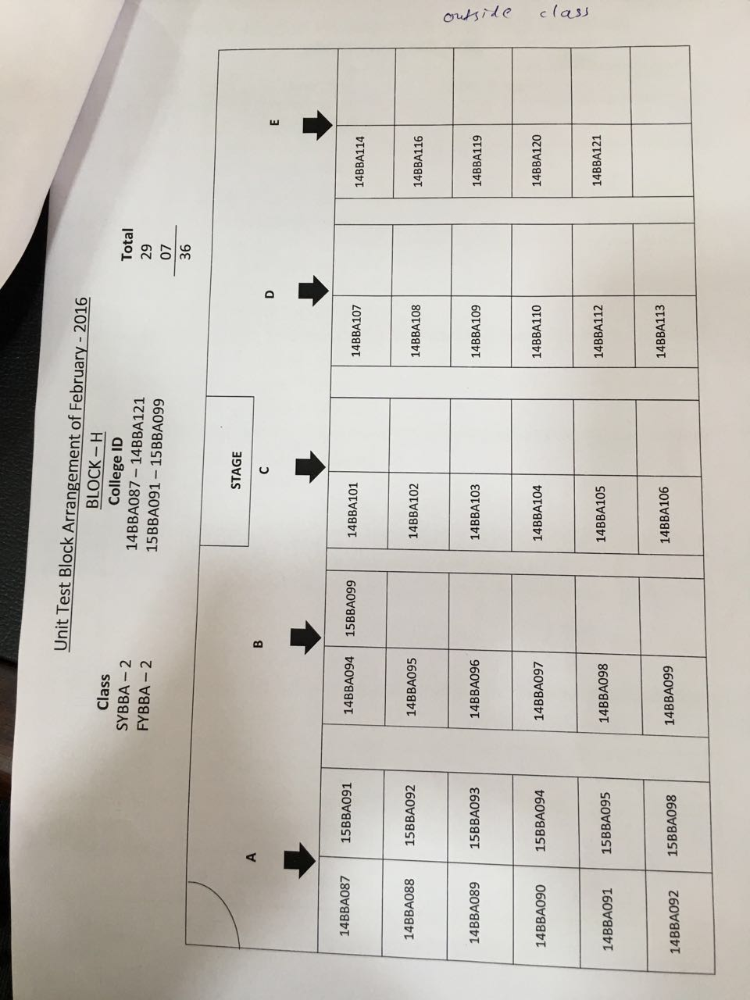 outside class
Unit Test Block Arrangement of February - 2016
BLOCK – H
Class College ID Total
SYBBA – 2 14BBA087 – 14BBA121 29
FYBBA – 2 15BBA091 – 15BBA099 07
36
STAGE
A B C D E
14BBA087 15BBA091 14BBA094 15BBA099 14BBA101 14BBA107 14BBA114
14BBA088 15BBA092 14BBA095 14BBA102 14BBA108 14BBA116
14BBA089 15BBA093 14BBA096 14BBA103 14BBA109 14BBA119
14BBA090 15BBA094 14BBA097 14BBA104 14BBA110 14BBA120
14BBA091 15BBA095 14BBA098 14BBA105 14BBA112 14BBA121
14BBA092 15BBA098 14BBA099 14BBA106 14BBA113